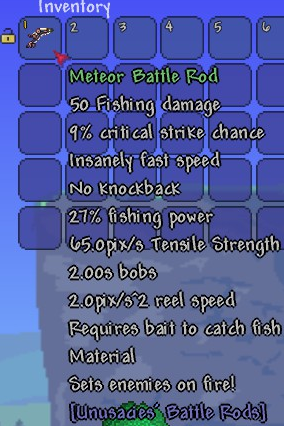 Inventory
1 2 3 4 5 6
Meteor Battle Rod
50 Fishing damage
9% critical strike chance
Insanely fast speed
No knockback
27% fishing power
65.0pix/s Tensile Strength
2.00s bobs
2.0pix/s^2 reel speed
Requires bait to catch fish
Material
Sets enemies on fire!
[Unusacies' Battle Rods]